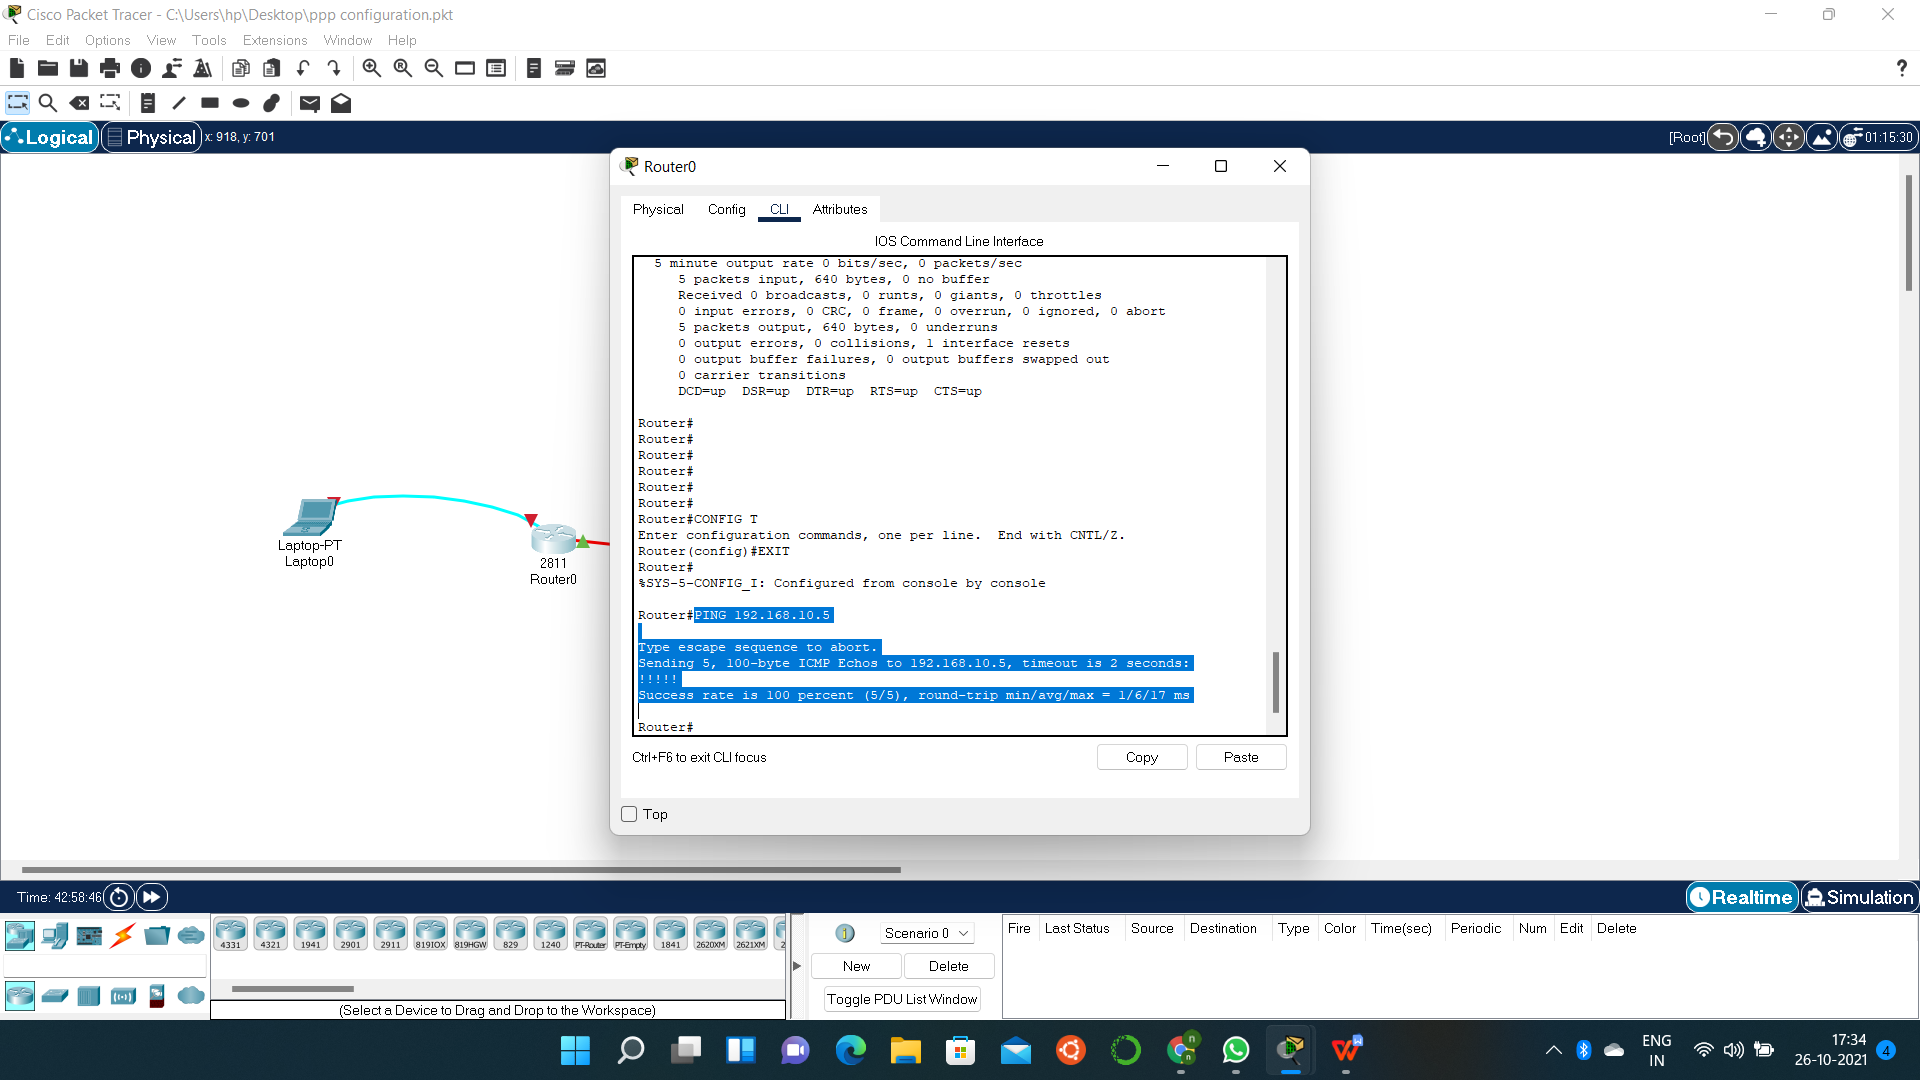 Cisco Packet Tracer - C:\Users\hp\Desktop\ppp configuration.pkt
File Edit Options View Tools Extensions Window Help
?
Logical Physical x: 918, y: 701 [Root] 01:15:30
Router0
Physical Config CLI Attributes
IOS Command Line Interface
5 minute output rate 0 bits/sec, 0 packets/sec
5 packets input, 640 bytes, 0 no buffer
Received 0 broadcasts, 0 runts, 0 giants, 0 throttles
0 input errors, 0 CRC, 0 frame, 0 overrun, 0 ignored, 0 abort
5 packets output, 640 bytes, 0 underruns
0 output errors, 0 collisions, 1 interface resets
0 output buffer failures, 0 output buffers swapped out
0 carrier transitions
DCD=up DSR=up DTR=up RTS=up CTS=up
Router#
Router#
Router#
Router#
Router#
Router#
Router#CONFIG T
Enter configuration commands, one per line. End with CNTL/Z.
Router(config)#EXIT
Router#
%SYS-5-CONFIG_I: Configured from console by console
Router#PING 192.168.10.5
Type escape sequence to abort.
Sending 5, 100-byte ICMP Echos to 192.168.10.5, timeout is 2 seconds:
!!!!!
Success rate is 100 percent (5/5), round-trip min/avg/max = 1/6/17 ms
Router#
Ctrl+F6 to exit CLI focus
Copy Paste
Top
Laptop-PT
Laptop0
2811
Router0
Time: 42:58:46
Realtime Simulation
4331 4321 1941 2901 2911 819IOX 819HGW 829 1240 PT-Router PT-Empty 1841 2620XM 2621XM 2
(Select a Device to Drag and Drop to the Workspace)
Scenario 0
New Delete
Toggle PDU List Window
Fire Last Status Source Destination Type Color Time(sec) Periodic Num Edit Delete
ENG
IN
17:34
26-10-2021
4